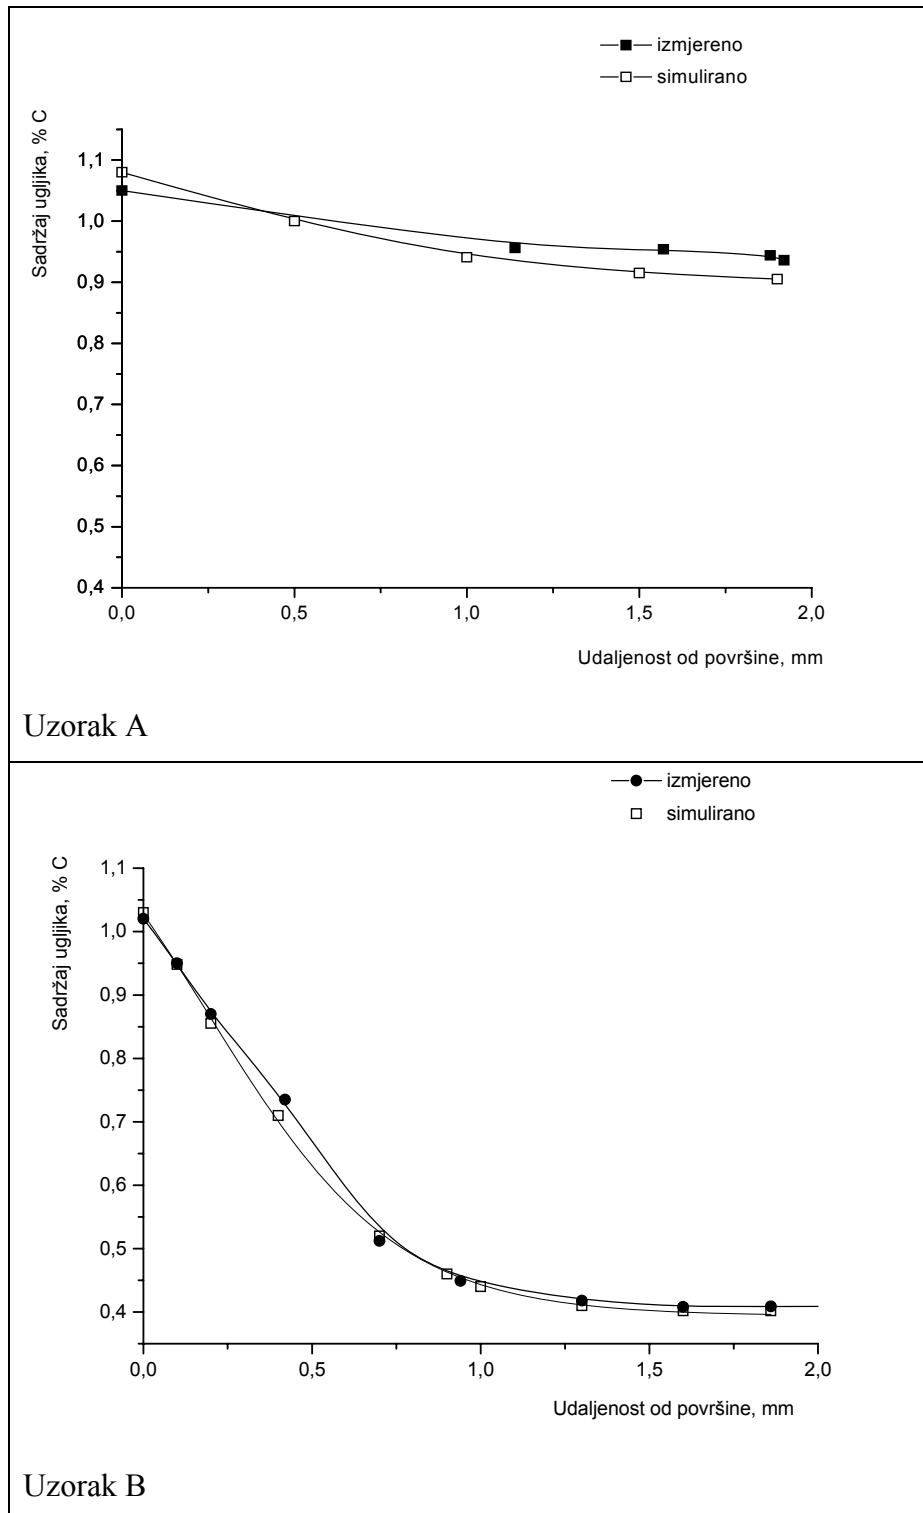 izmjereno
simulirano
Sadržaj ugljika, % C
1,1
1,0
0,9
0,8
0,7
0,6
0,5
0,4
0,0 0,5 1,0 1,5 2,0
Udaljenost od površine, mm
Uzorak A
izmjereno
simulirano
Sadržaj ugljika, % C
1,1
1,0
0,9
0,8
0,7
0,6
0,5
0,4
0,0 0,5 1,0 1,5 2,0
Udaljenost od površine, mm
Uzorak B